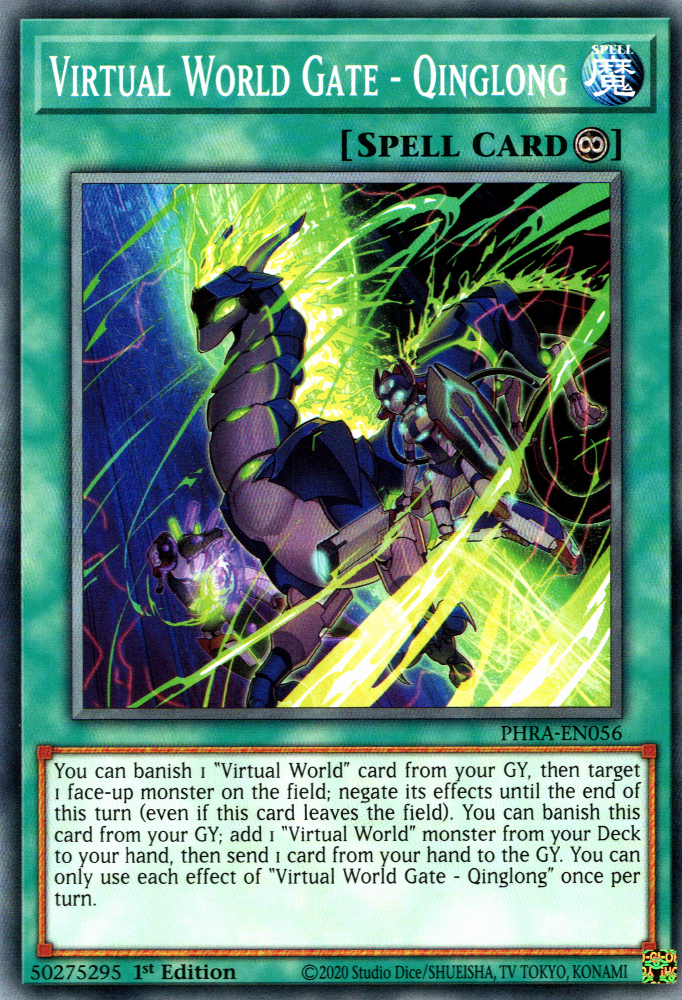 VIRTUAL WORLD GATE - QINGLONG
SPELL
魔
[SPELL CARD]
PHRA-EN056
You can banish 1 "Virtual World" card from your GY, then target
1 face-up monster on the field; negate its effects until the end of
this turn (even if this card leaves the field). You can banish this
card from your GY; add 1 "Virtual World" monster from your Deck
to your hand, then send 1 card from your hand to the GY. You can
only use each effect of "Virtual World Gate - Qinglong" once per
turn.
50275295 1st Edition ©2020 Studio Dice/SHUEISHA, TV TOKYO, KONAMI